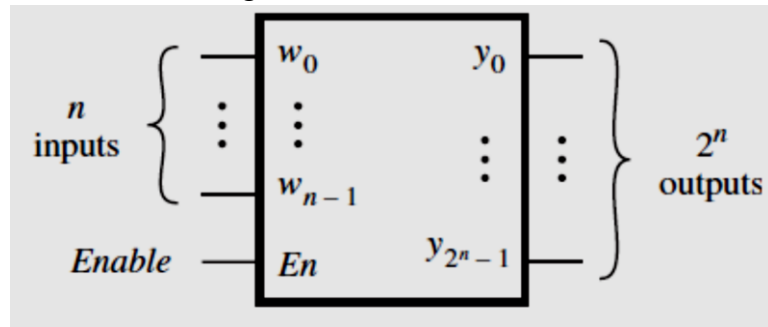 n
inputs
Enable
w₀
⋮
⋮
wₙ₋₁
En
y₀
⋮
⋮
y₂ⁿ₋₁
2ⁿ
outputs